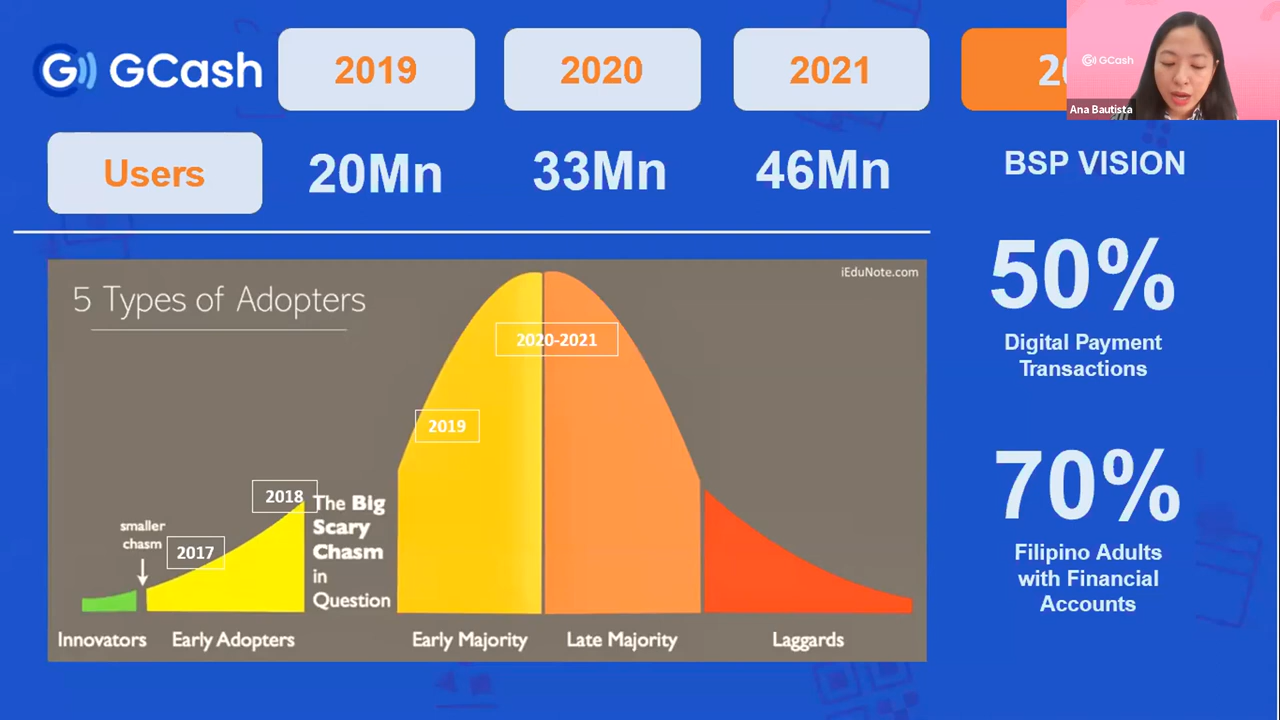 GCash
2019
2020
2021
GCash
Ana Bautista
Users
20Mn
33Mn
46Mn
BSP VISION
50%
Digital Payment
Transactions
70%
Filipino Adults
with Financial
Accounts
5 Types of Adopters
iEduNote.com
2020-2021
2019
2018
The Big
Scary
Chasm
in
Question
smaller
chasm
2017
Innovators
Early Adopters
Early Majority
Late Majority
Laggards